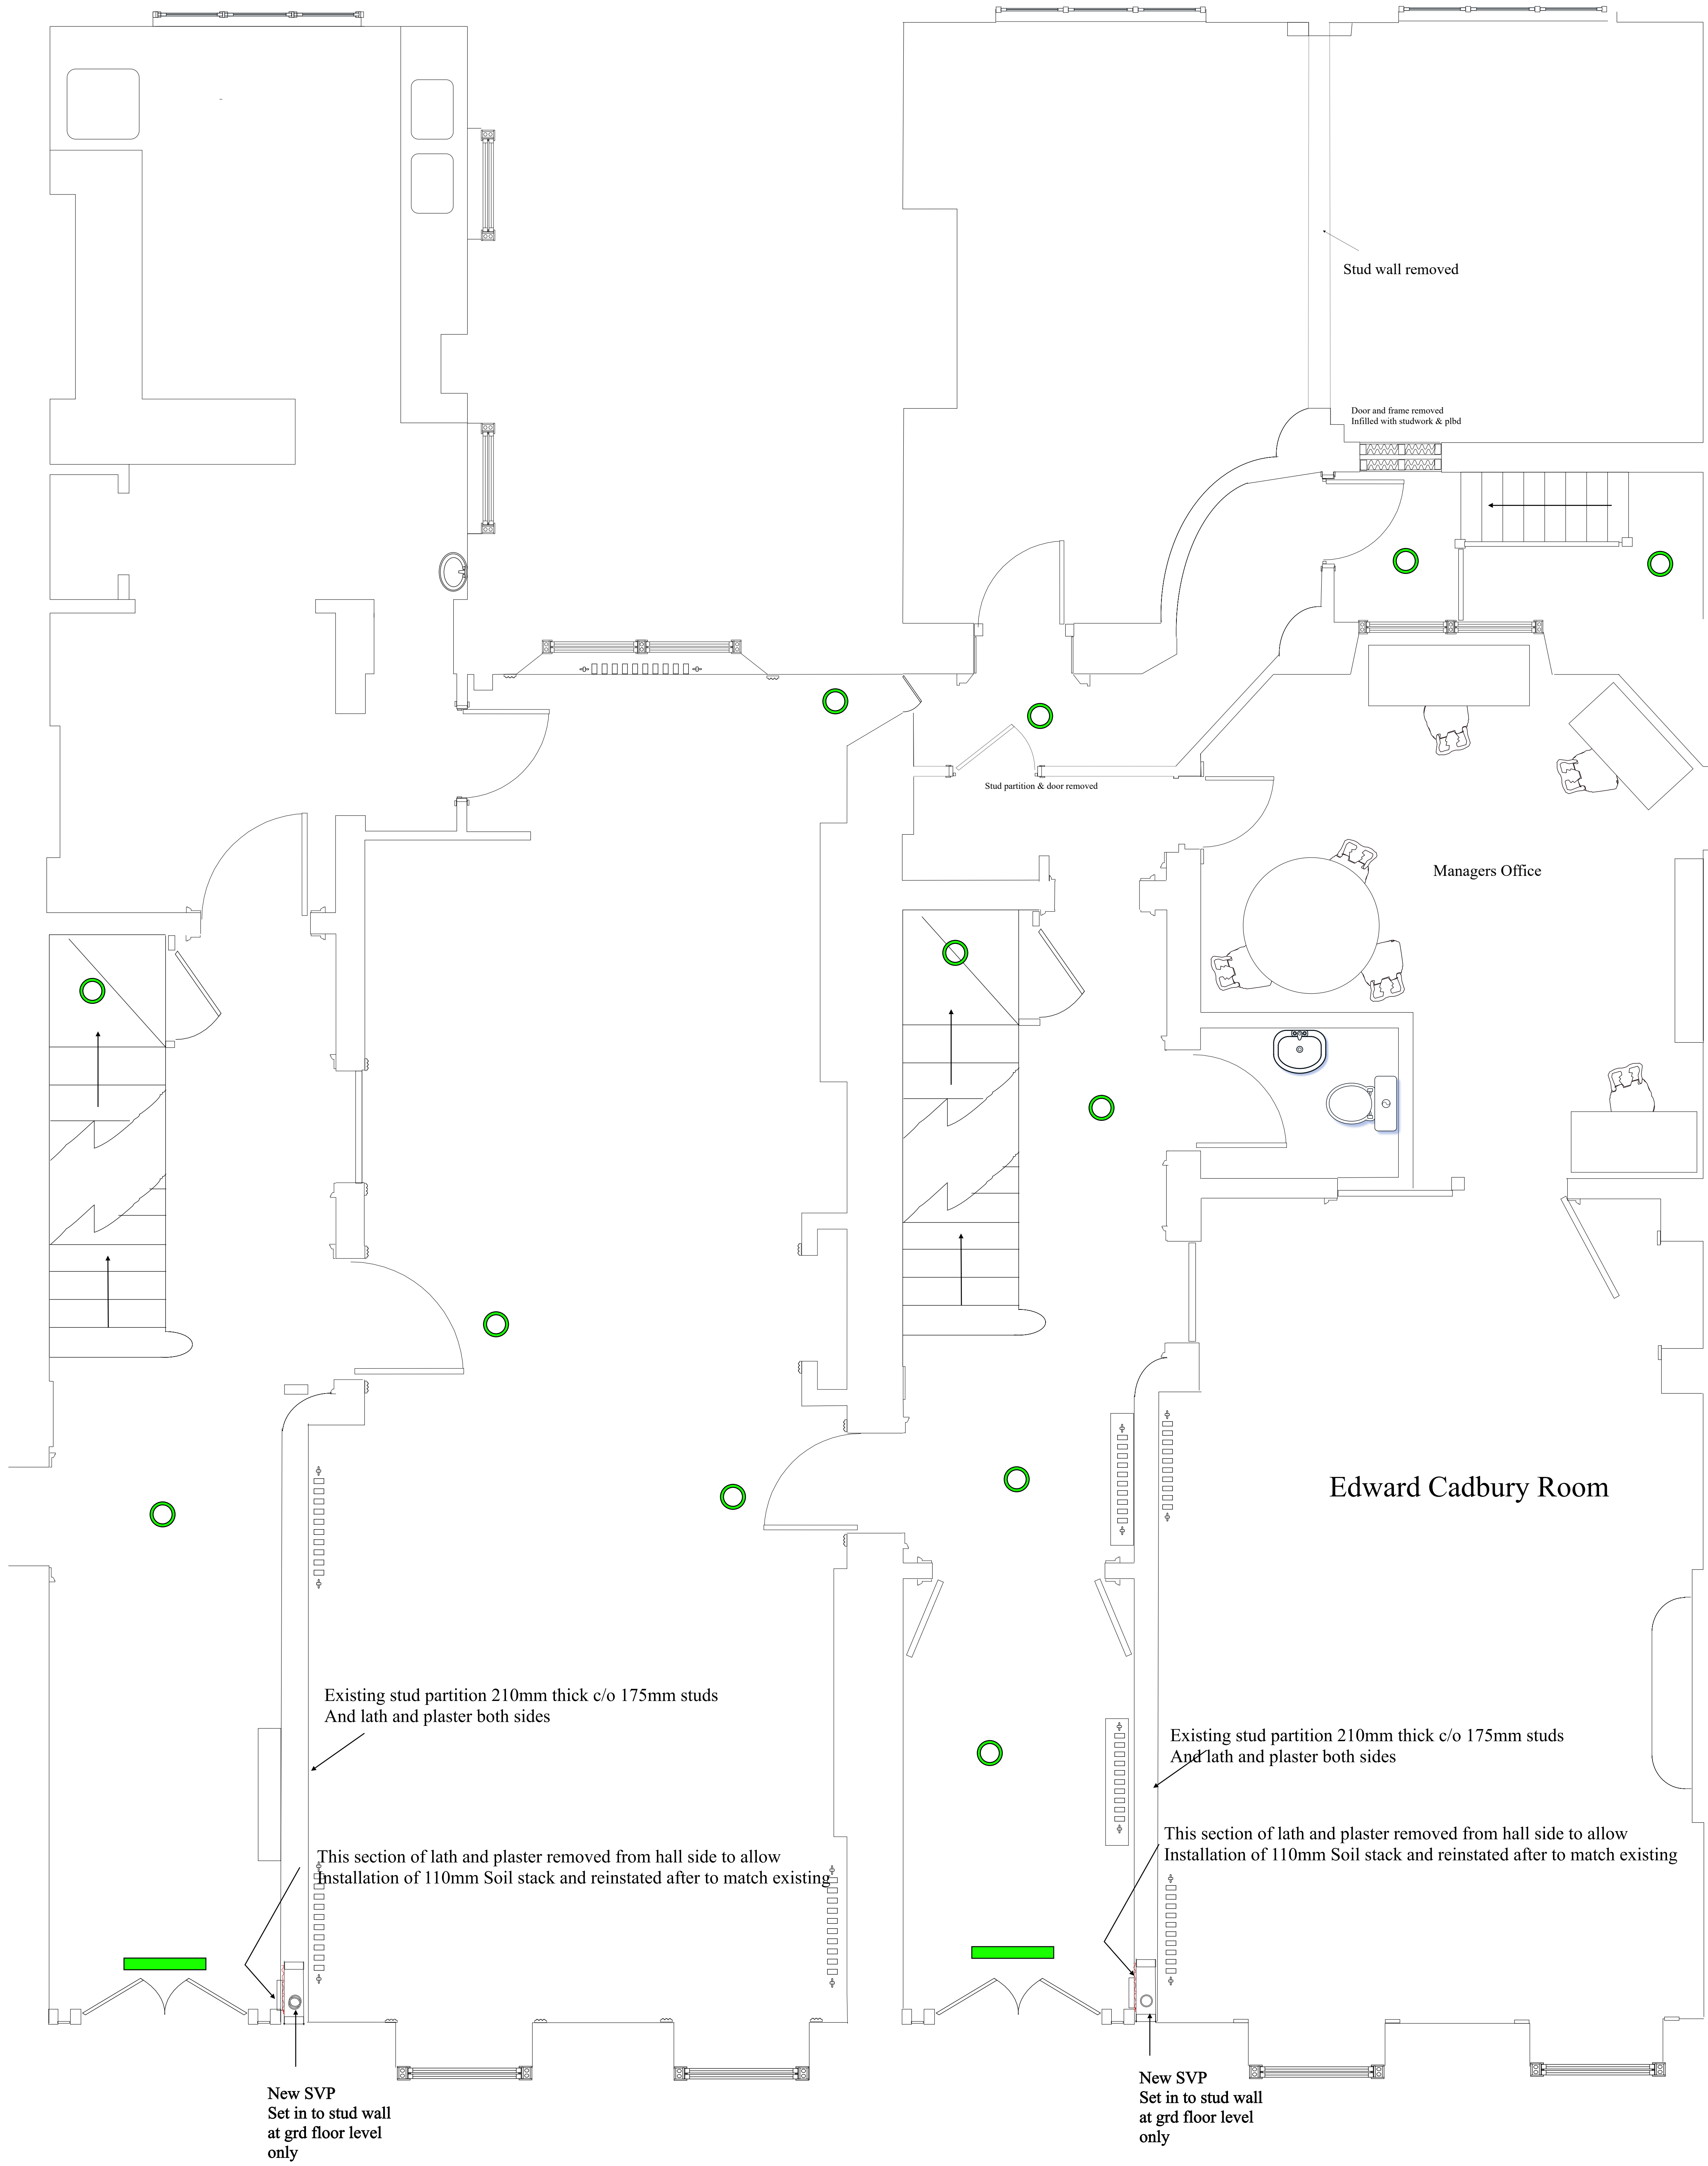 Stud wall removed
Door and frame removed
Infilled with studwork & plbd
Stud partition & door removed
Managers Office
Edward Cadbury Room
Existing stud partition 210mm thick c/o 175mm studs
And lath and plaster both sides
Existing stud partition 210mm thick c/o 175mm studs
And lath and plaster both sides
This section of lath and plaster removed from hall side to allow
Installation of 110mm Soil stack and reinstated after to match existing
This section of lath and plaster removed from hall side to allow
Installation of 110mm Soil stack and reinstated after to match existing
New SVP
Set in to stud wall
at grd floor level
only
New SVP
Set in to stud wall
at grd floor level
only